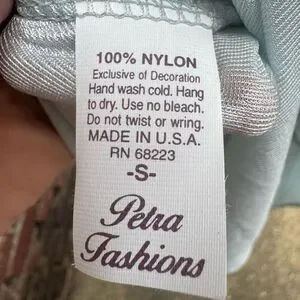 100% NYLON
Exclusive of Decoration
Hand wash cold. Hang
to dry. Use no bleach.
Do not twist or wring.
MADE IN U.S.A.
RN 68223
-S-
Petra
Fashions